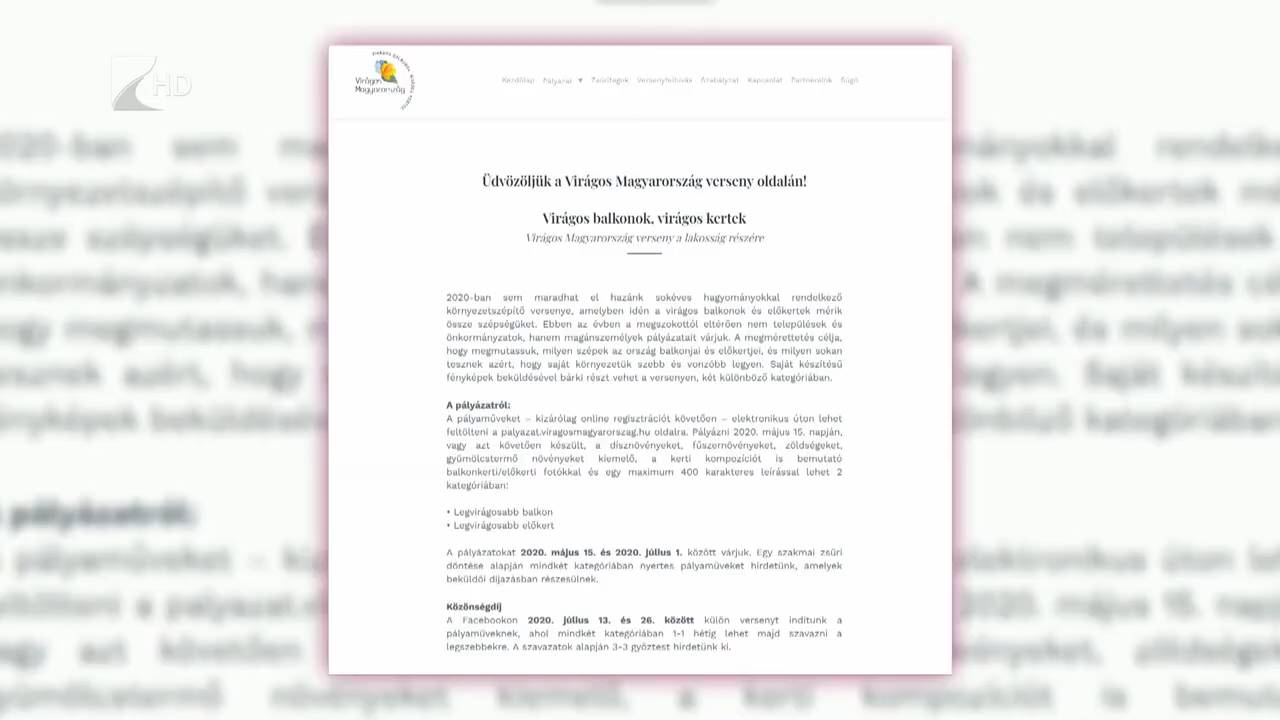 HD
Virágos
Magyarország
Kezdőlap Pályázat ▼ Zsűritagok Versenyfelhívás Szabályzat Kapcsolat Partnereink Súgó
Üdvözöljük a Virágos Magyarország verseny oldalán!
Virágos balkonok, virágos kertek
Virágos Magyarország verseny a lakosság részére
2020-ban sem maradhat el hazánk sokéves hagyományokkal rendelkező
környezetszépítő versenye, amelyben idén a virágos balkonok és előkertek mérik
össze szépségüket. Ebben az évben a megszokottól eltérően nem települések és
önkormányzatok, hanem magánszemélyek pályázatait várjuk. A megmérettetés célja,
hogy megmutassuk, milyen szépek az ország balkonjai és előkertjei, és milyen sokan
tesznek azért, hogy saját környezetük szebb és vonzóbb legyen. Saját készítésű
fényképek beküldésével bárki részt vehet a versenyen, két különböző kategóriában.
A pályázatról:
A pályaműveket – kizárólag online regisztrációt követően – elektronikus úton lehet
feltölteni a palyazat.viragosmagyarorszag.hu oldalra. Pályázni 2020. május 15. napján,
vagy azt követően készült, a dísznövényeket, fűszernövényeket, zöldségeket,
gyümölcstermő növényeket kiemelő, a kerti kompozíciót is bemutató
balkonkerti/előkerti fotókkal és egy maximum 400 karakteres leírással lehet 2
kategóriában:
• Legvirágosabb balkon
• Legvirágosabb előkert
A pályázatokat 2020. május 15. és 2020. július 1. között várjuk. Egy szakmai zsűri
döntése alapján mindkét kategóriában nyertes pályaműveket hirdetünk, amelyek
beküldői díjazásban részesülnek.
Közönségdíj
A Facebookon 2020. július 13. és 26. között külön versenyt indítunk a
pályaműveknek, ahol mindkét kategóriában 1-1 hétig lehet majd szavazni a
legszebbekre. A szavazatok alapján 3-3 győztest hirdetünk ki.